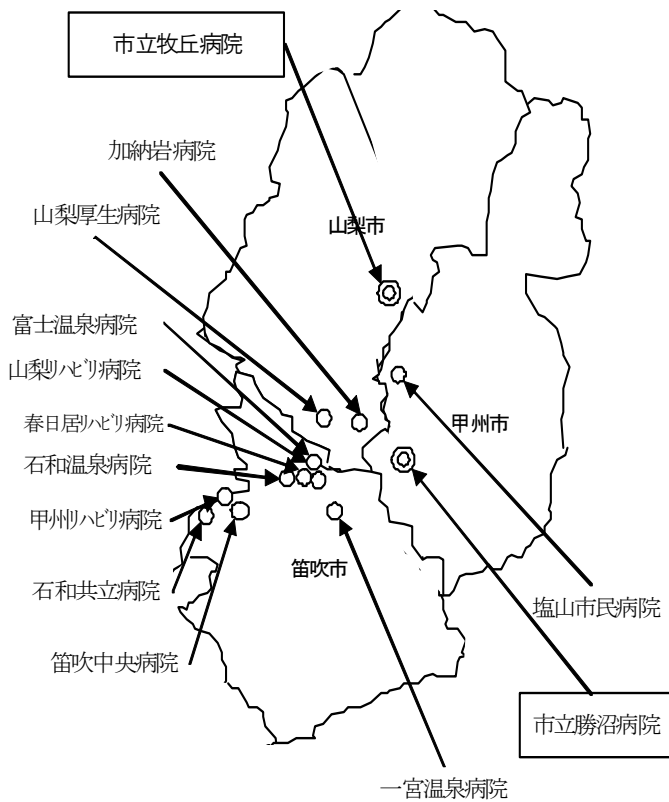 市立牧丘病院
加納岩病院
山梨厚生病院
山梨市
富士温泉病院
山梨ﾘﾊﾋﾞﾘ病院
春日居ﾘﾊﾋﾞﾘ病院
甲州市
石和温泉病院
甲州ﾘﾊﾋﾞﾘ病院
笛吹市
石和共立病院
塩山市民病院
笛吹中央病院
市立勝沼病院
一宮温泉病院